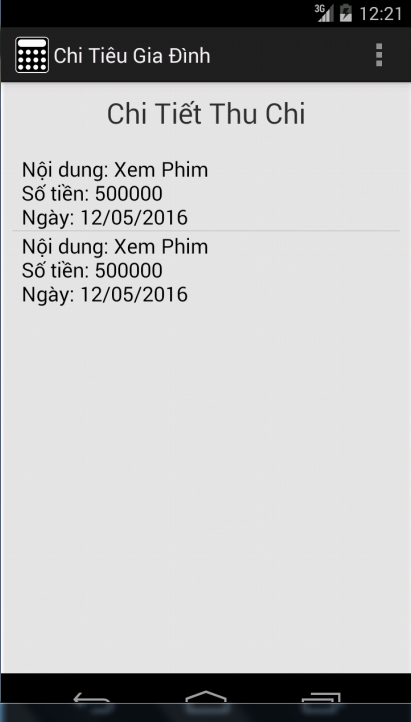 3G 12:21
Chi Tiêu Gia Đình
Chi Tiết Thu Chi
Nội dung: Xem Phim
Số tiền: 500000
Ngày: 12/05/2016
Nội dung: Xem Phim
Số tiền: 500000
Ngày: 12/05/2016